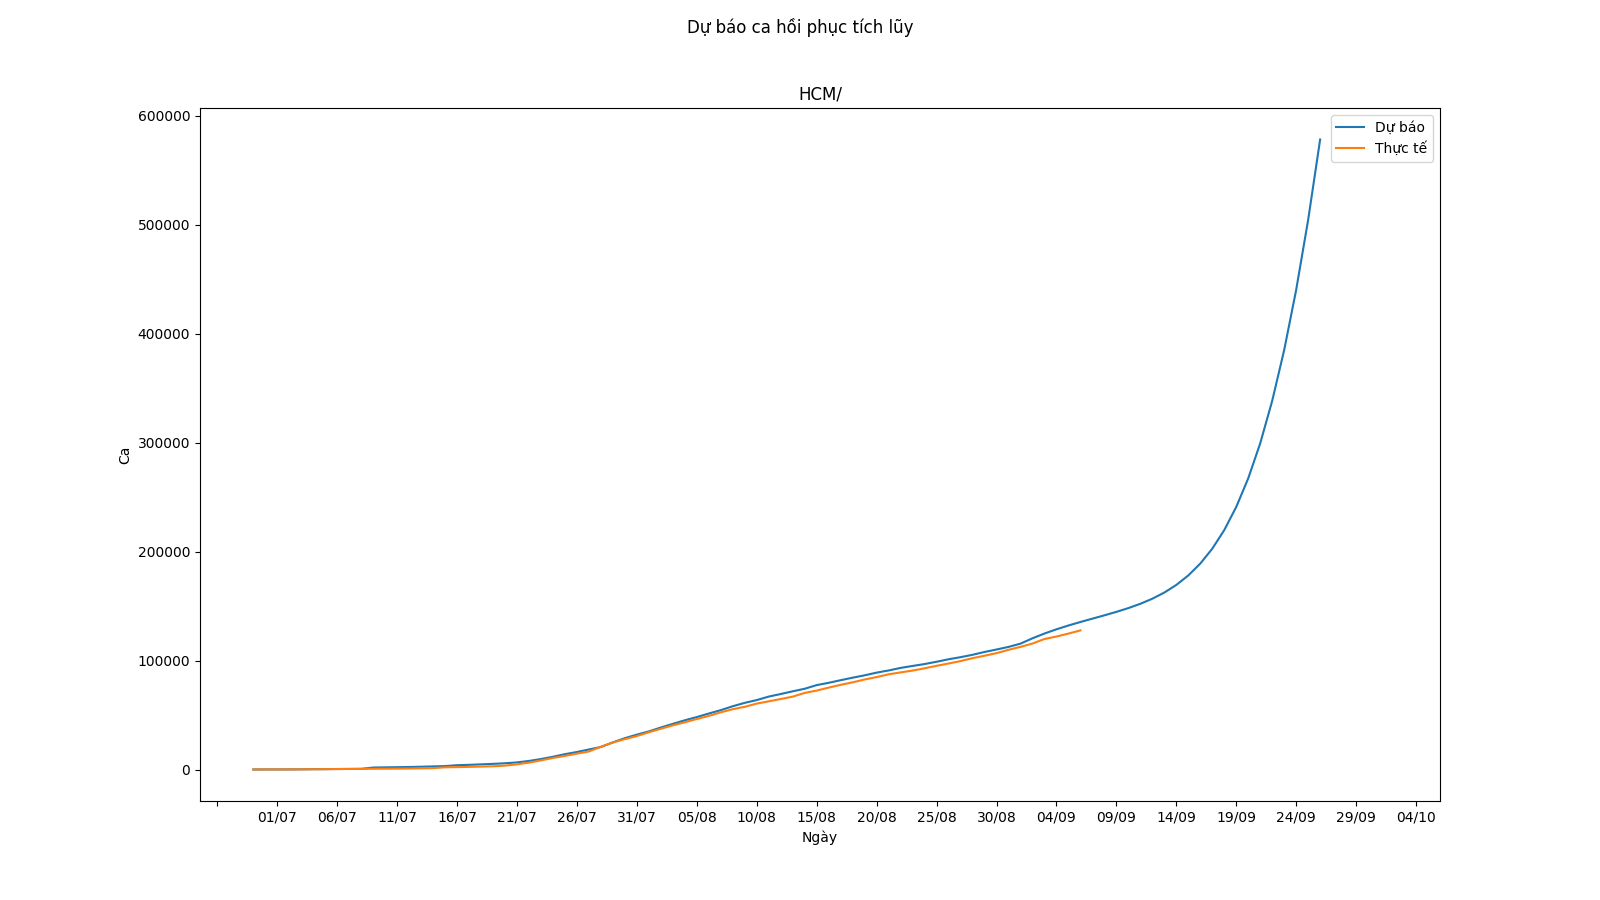 Dự báo ca hồi phục tích lũy
HCM/
Dự báo
Thực tế
600000
500000
400000
300000
200000
100000
0
Ca
01/07 06/07 11/07 16/07 21/07 26/07 31/07 05/08 10/08 15/08 20/08 25/08 30/08 04/09 09/09 14/09 19/09 24/09 29/09 04/10
Ngày